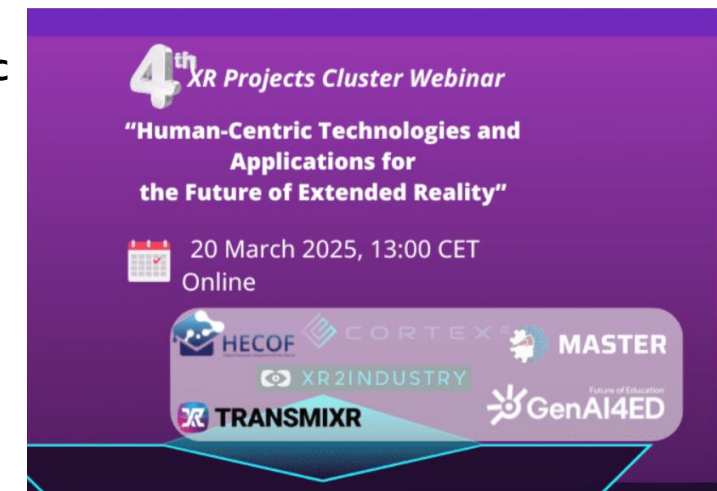 c
4th XR Projects Cluster Webinar
“Human-Centric Technologies and
Applications for
the Future of Extended Reality”
20 March 2025, 13:00 CET
Online
HECOF
CORTEX²
MASTER
XR2INDUSTRY
TRANSMIXR
Future of Education
GenAI4ED